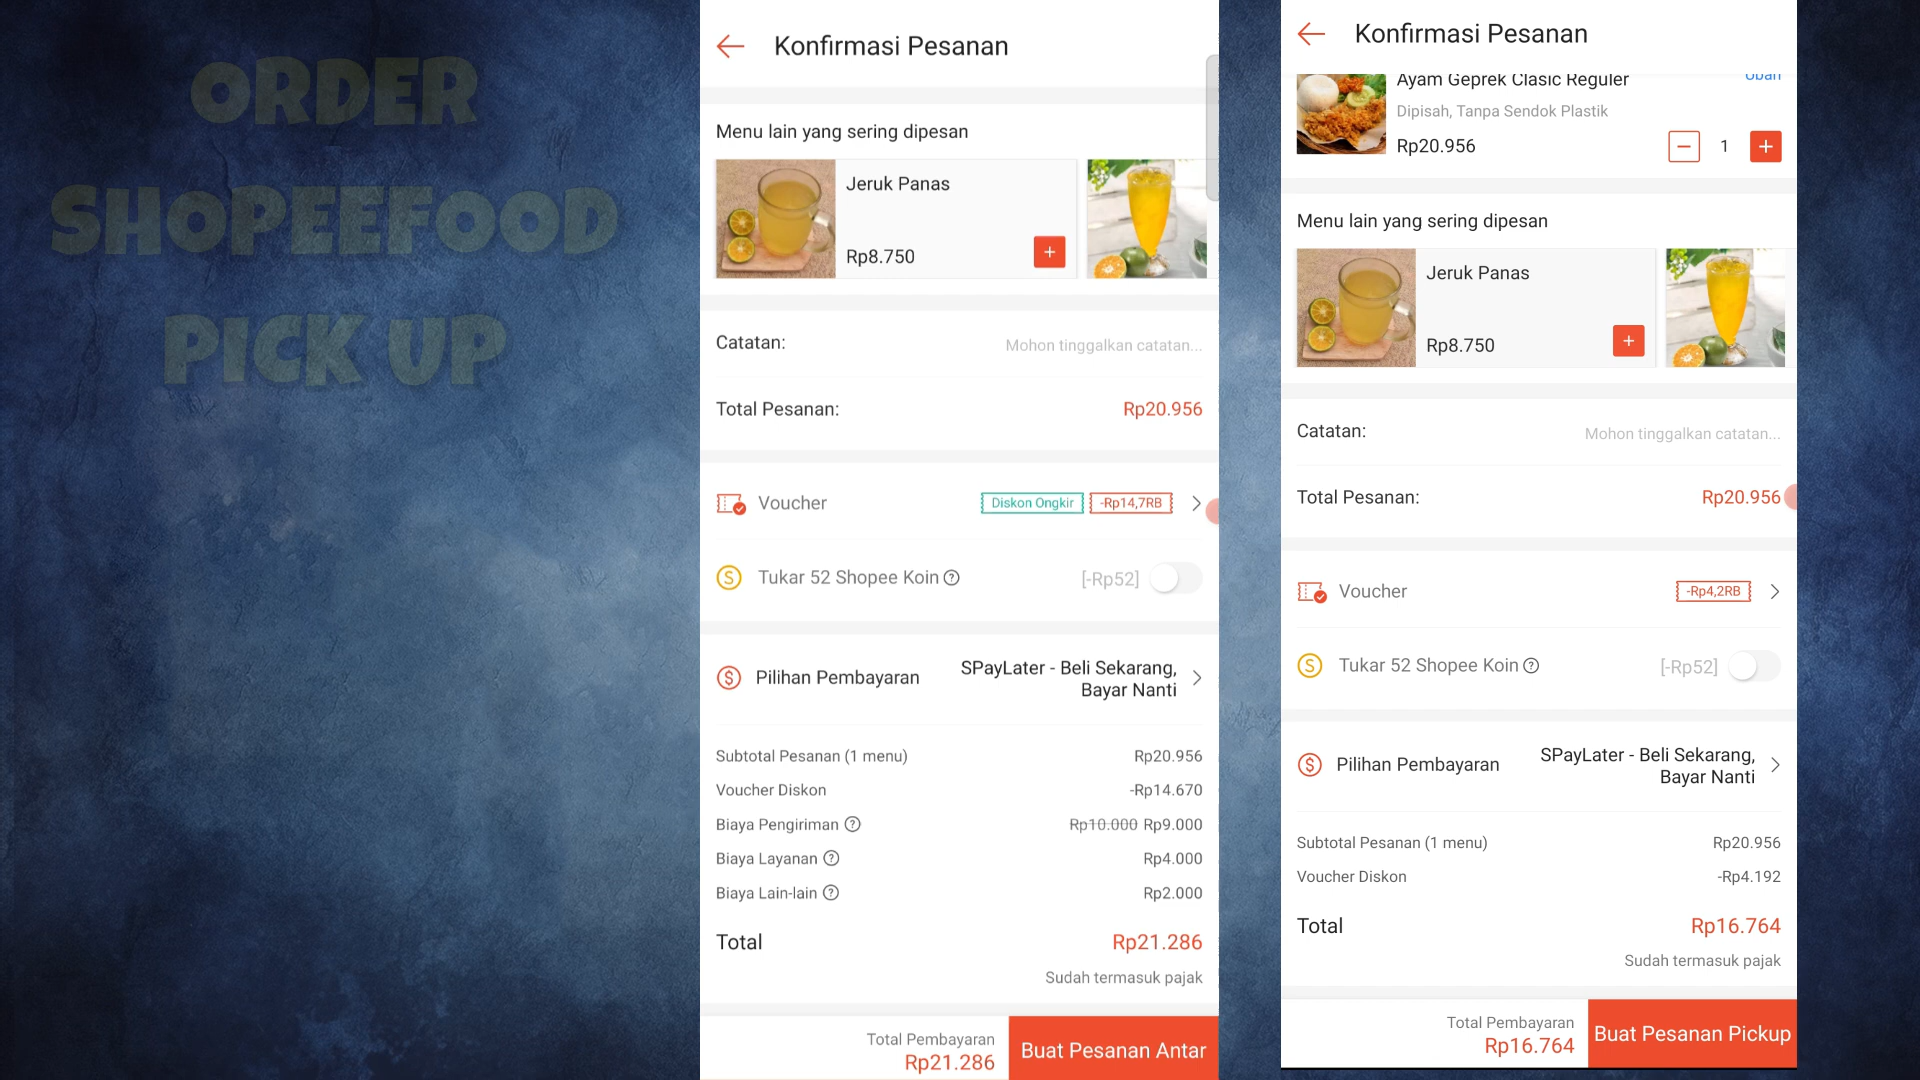 ORDER
SHOPEEFOOD
PICK UP
Konfirmasi Pesanan
Menu lain yang sering dipesan
Jeruk Panas
Rp8.750
Catatan:
Mohon tinggalkan catatan...
Total Pesanan:
Rp20.956
Voucher
Diskon Ongkir
-Rp14,7RB
Tukar 52 Shopee Koin
[-Rp52]
Pilihan Pembayaran
SPayLater - Beli Sekarang,
Bayar Nanti
Subtotal Pesanan (1 menu)
Rp20.956
Voucher Diskon
-Rp14.670
Biaya Pengiriman
Rp10.000 Rp9.000
Biaya Layanan
Rp4.000
Biaya Lain-lain
Rp2.000
Total
Rp21.286
Sudah termasuk pajak
Total Pembayaran
Rp21.286
Buat Pesanan Antar
Konfirmasi Pesanan
Ayam Geprek Clasic Reguler
Ubah
Dipisah, Tanpa Sendok Plastik
Rp20.956
1
Menu lain yang sering dipesan
Jeruk Panas
Rp8.750
Catatan:
Mohon tinggalkan catatan...
Total Pesanan:
Rp20.956
Voucher
-Rp4,2RB
Tukar 52 Shopee Koin
[-Rp52]
Pilihan Pembayaran
SPayLater - Beli Sekarang,
Bayar Nanti
Subtotal Pesanan (1 menu)
Rp20.956
Voucher Diskon
-Rp4.192
Total
Rp16.764
Sudah termasuk pajak
Total Pembayaran
Rp16.764
Buat Pesanan Pickup